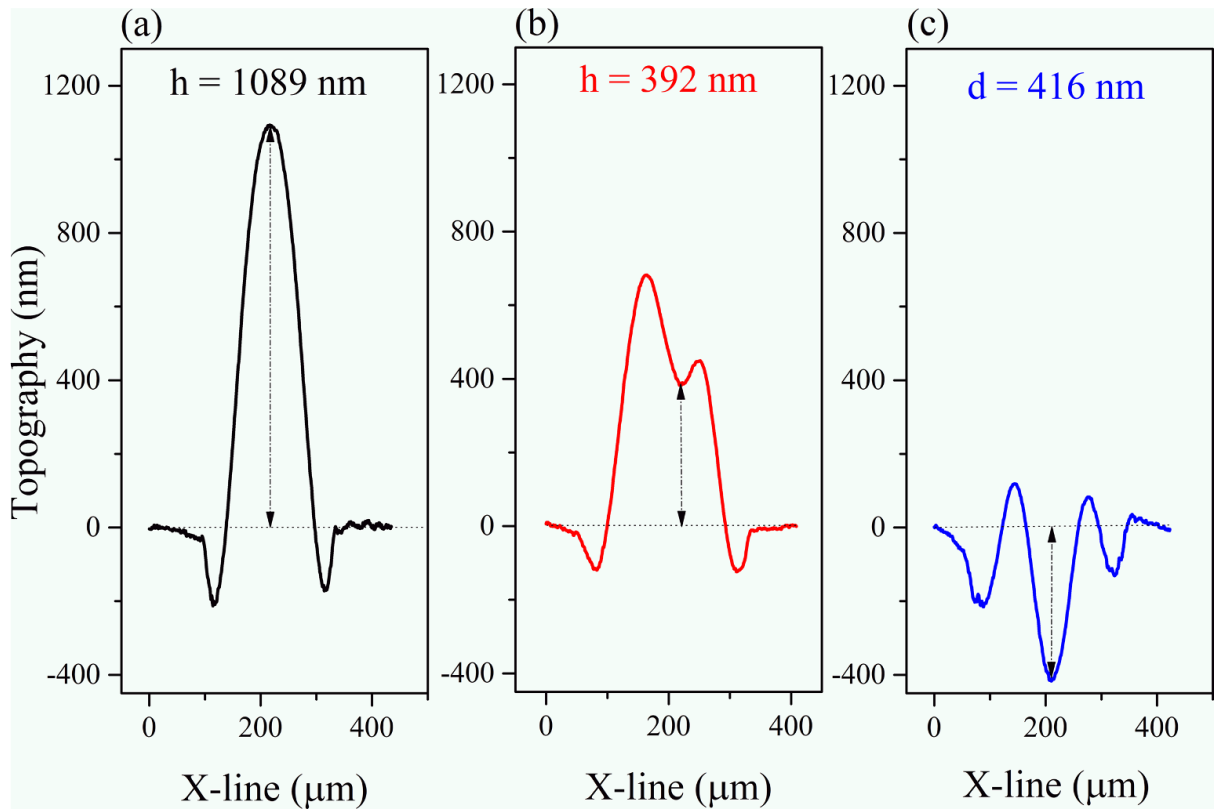 (a)
(b)
(c)
h = 1089 nm
h = 392 nm
d = 416 nm
Topography (nm)
1200
800
400
0
-400
0 200 400
X-line (μm)
1200
800
400
0
-400
0 200 400
X-line (μm)
1200
800
400
0
-400
0 200 400
X-line (μm)